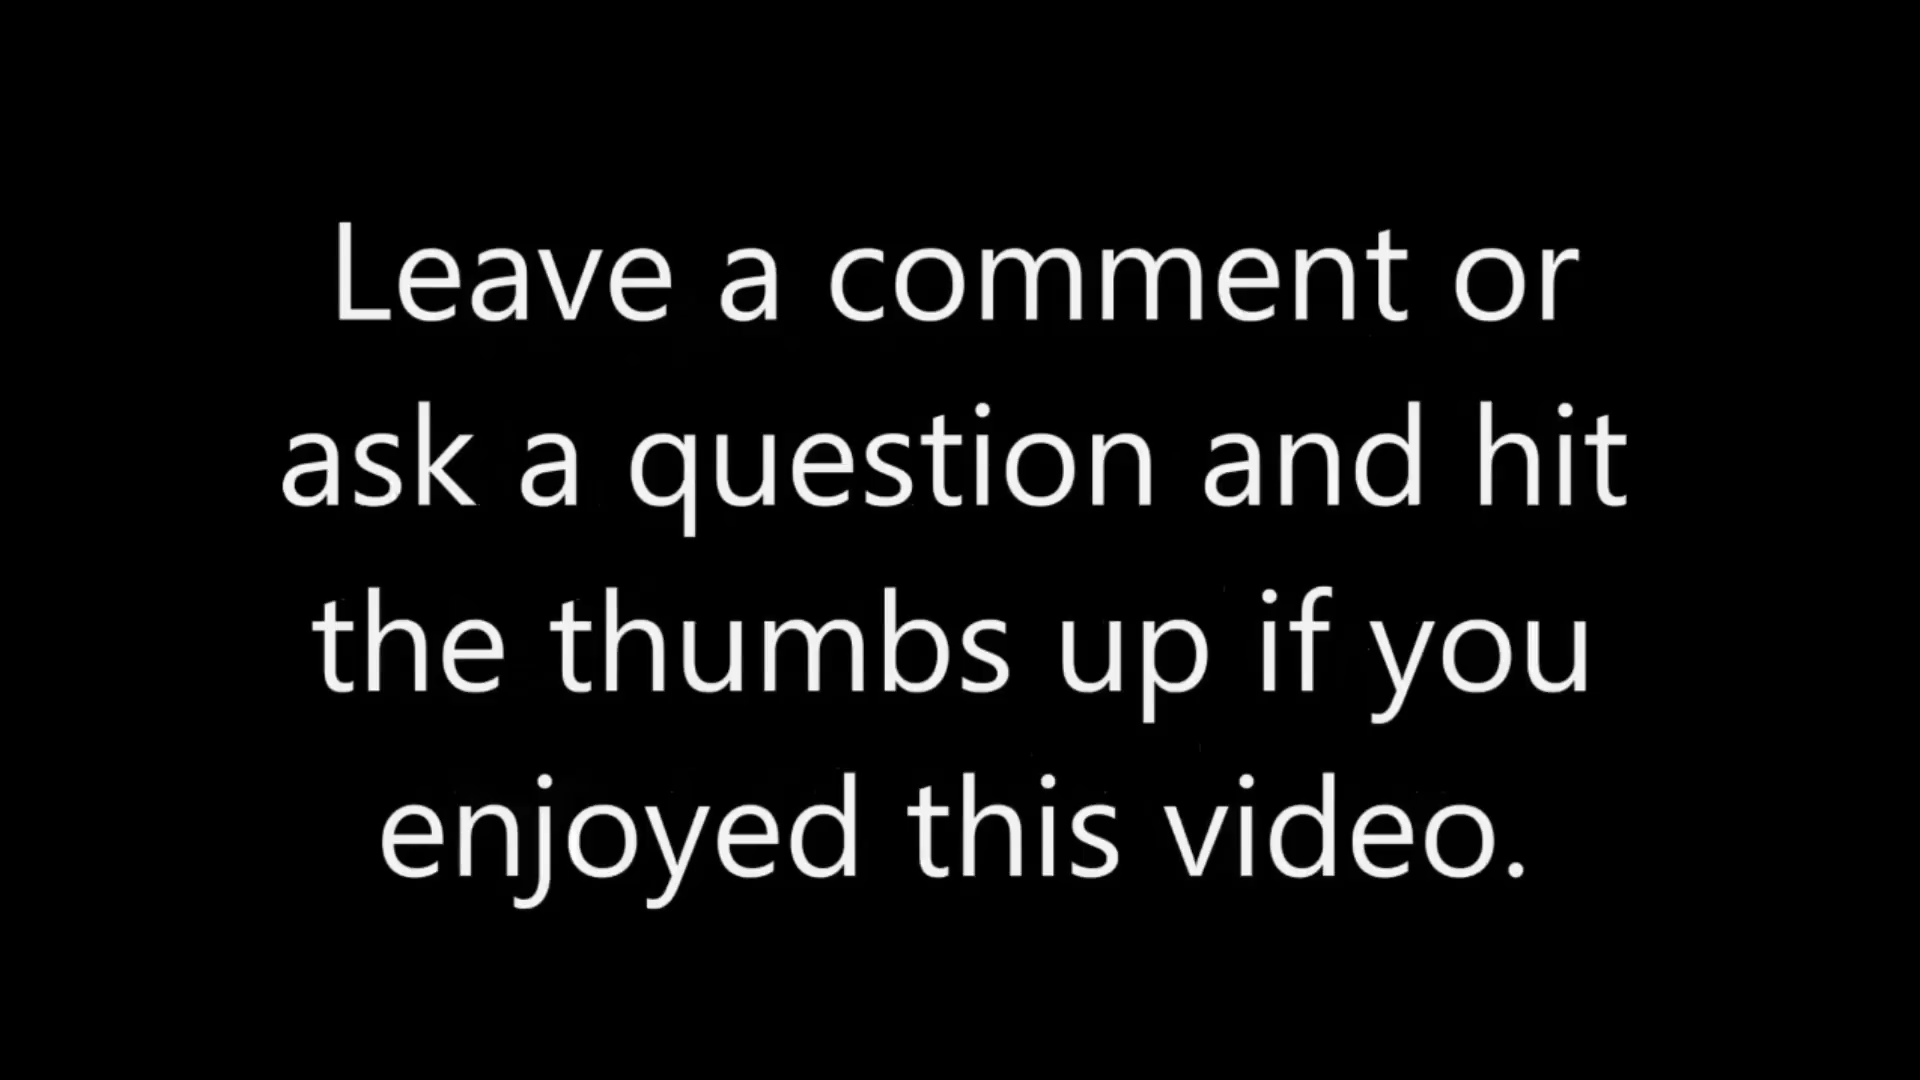 Leave a comment or
ask a question and hit
the thumbs up if you
enjoyed this video.